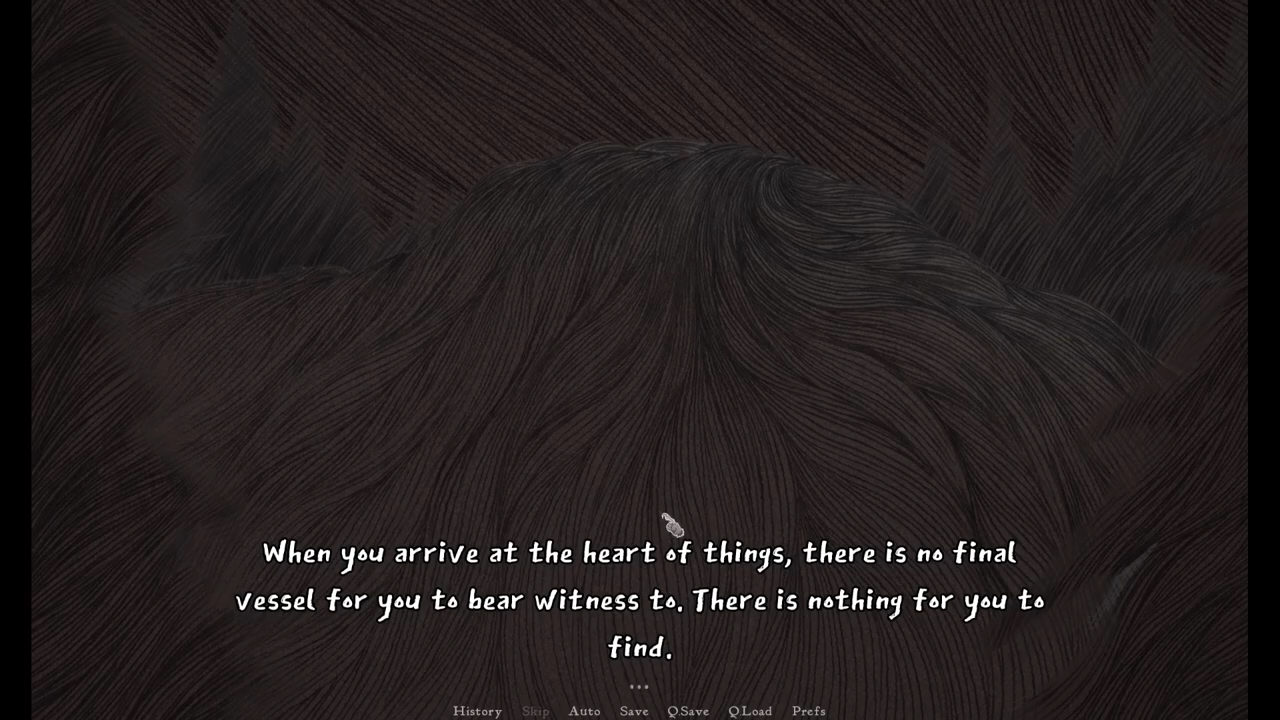 When you arrive at the heart of things, there is no final
vessel for you to bear witness to. There is nothing for you to
find.
...
History Skip Auto Save Q.Save Q.Load Prefs